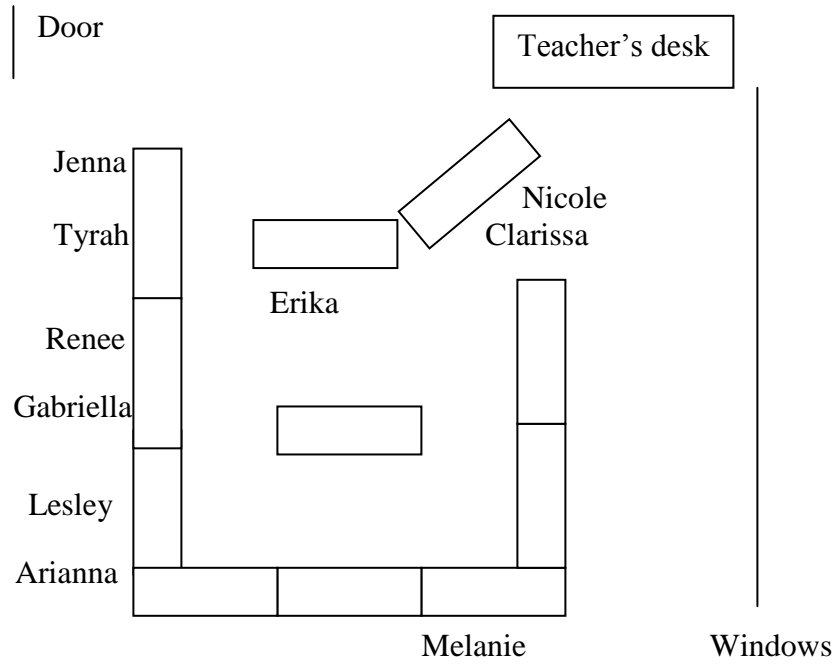 Door
Teacher's desk
Jenna
Nicole
Tyrah
Clarissa
Erika
Renee
Gabriella
Lesley
Arianna
Melanie
Windows